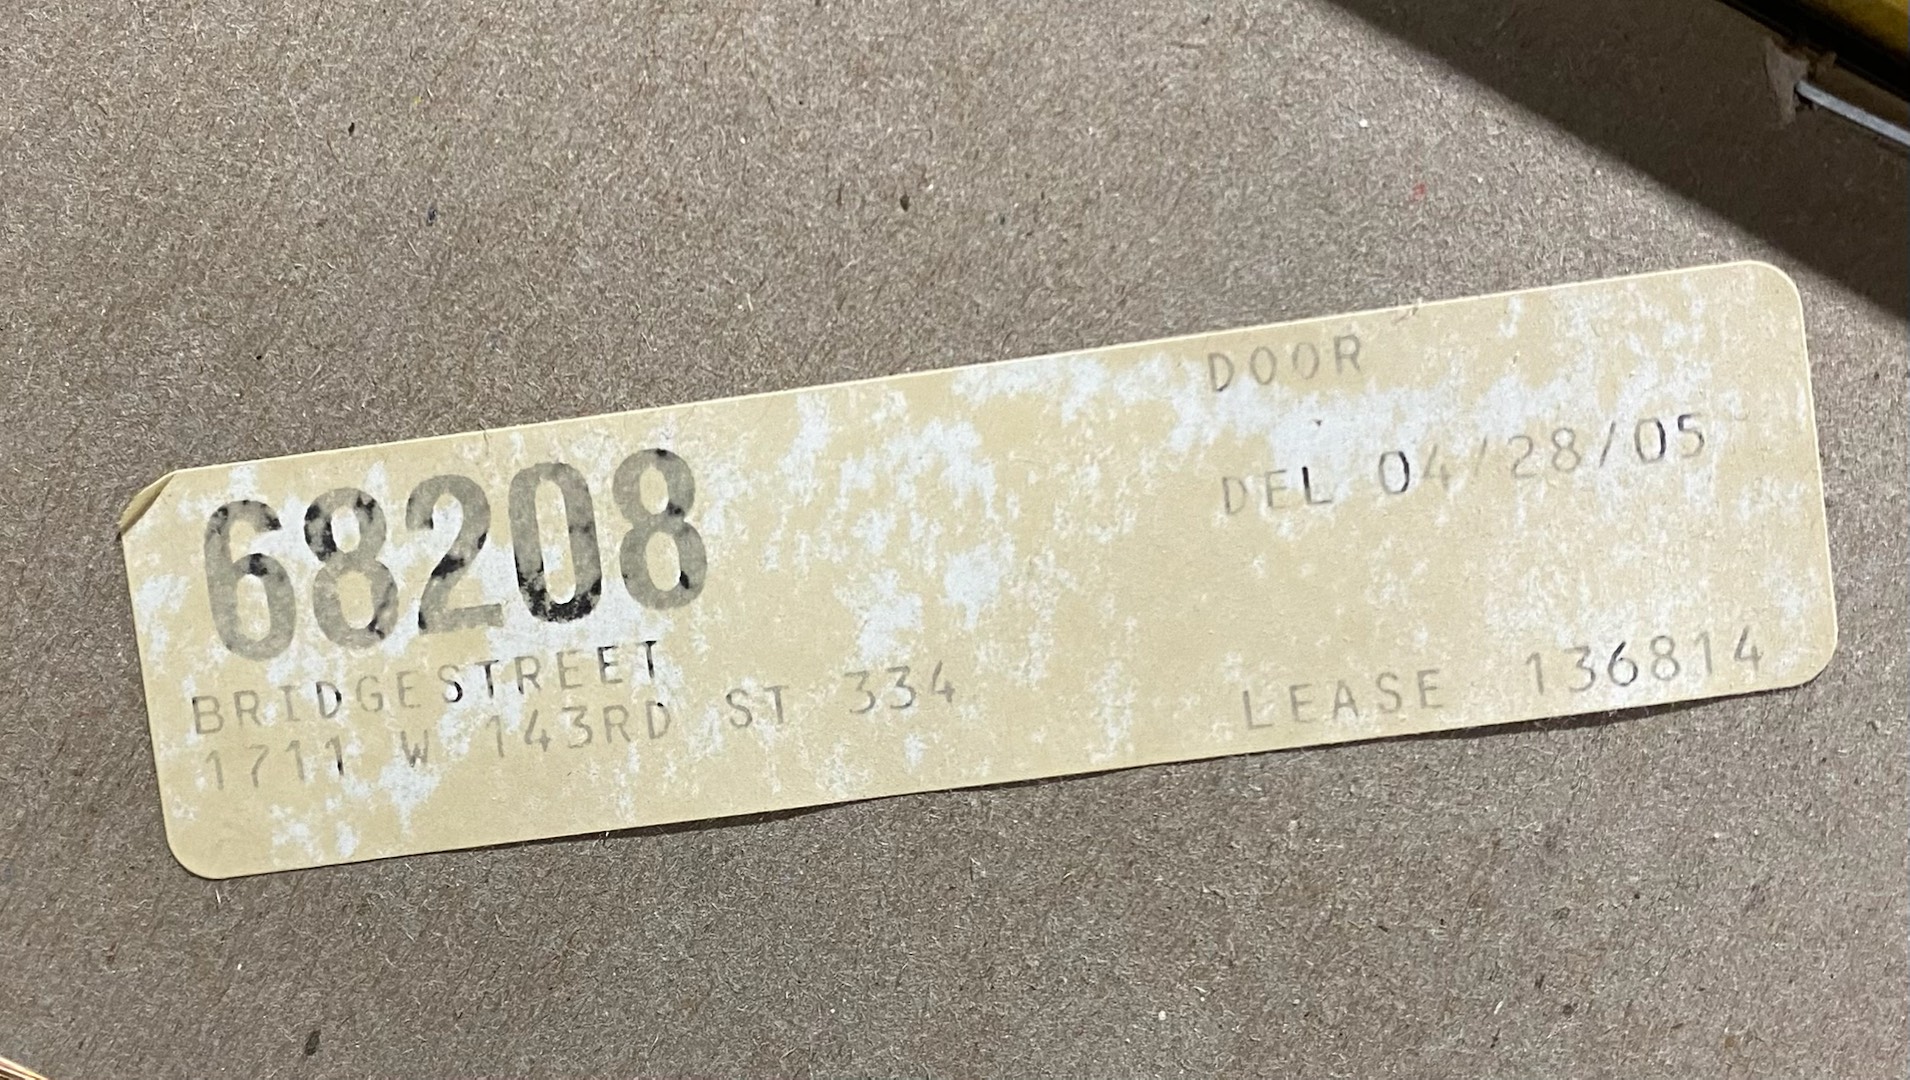 DOOR
68208 DEL 04/28/05
BRIDGESTREET
1711 W 143RD ST 334 LEASE 136814